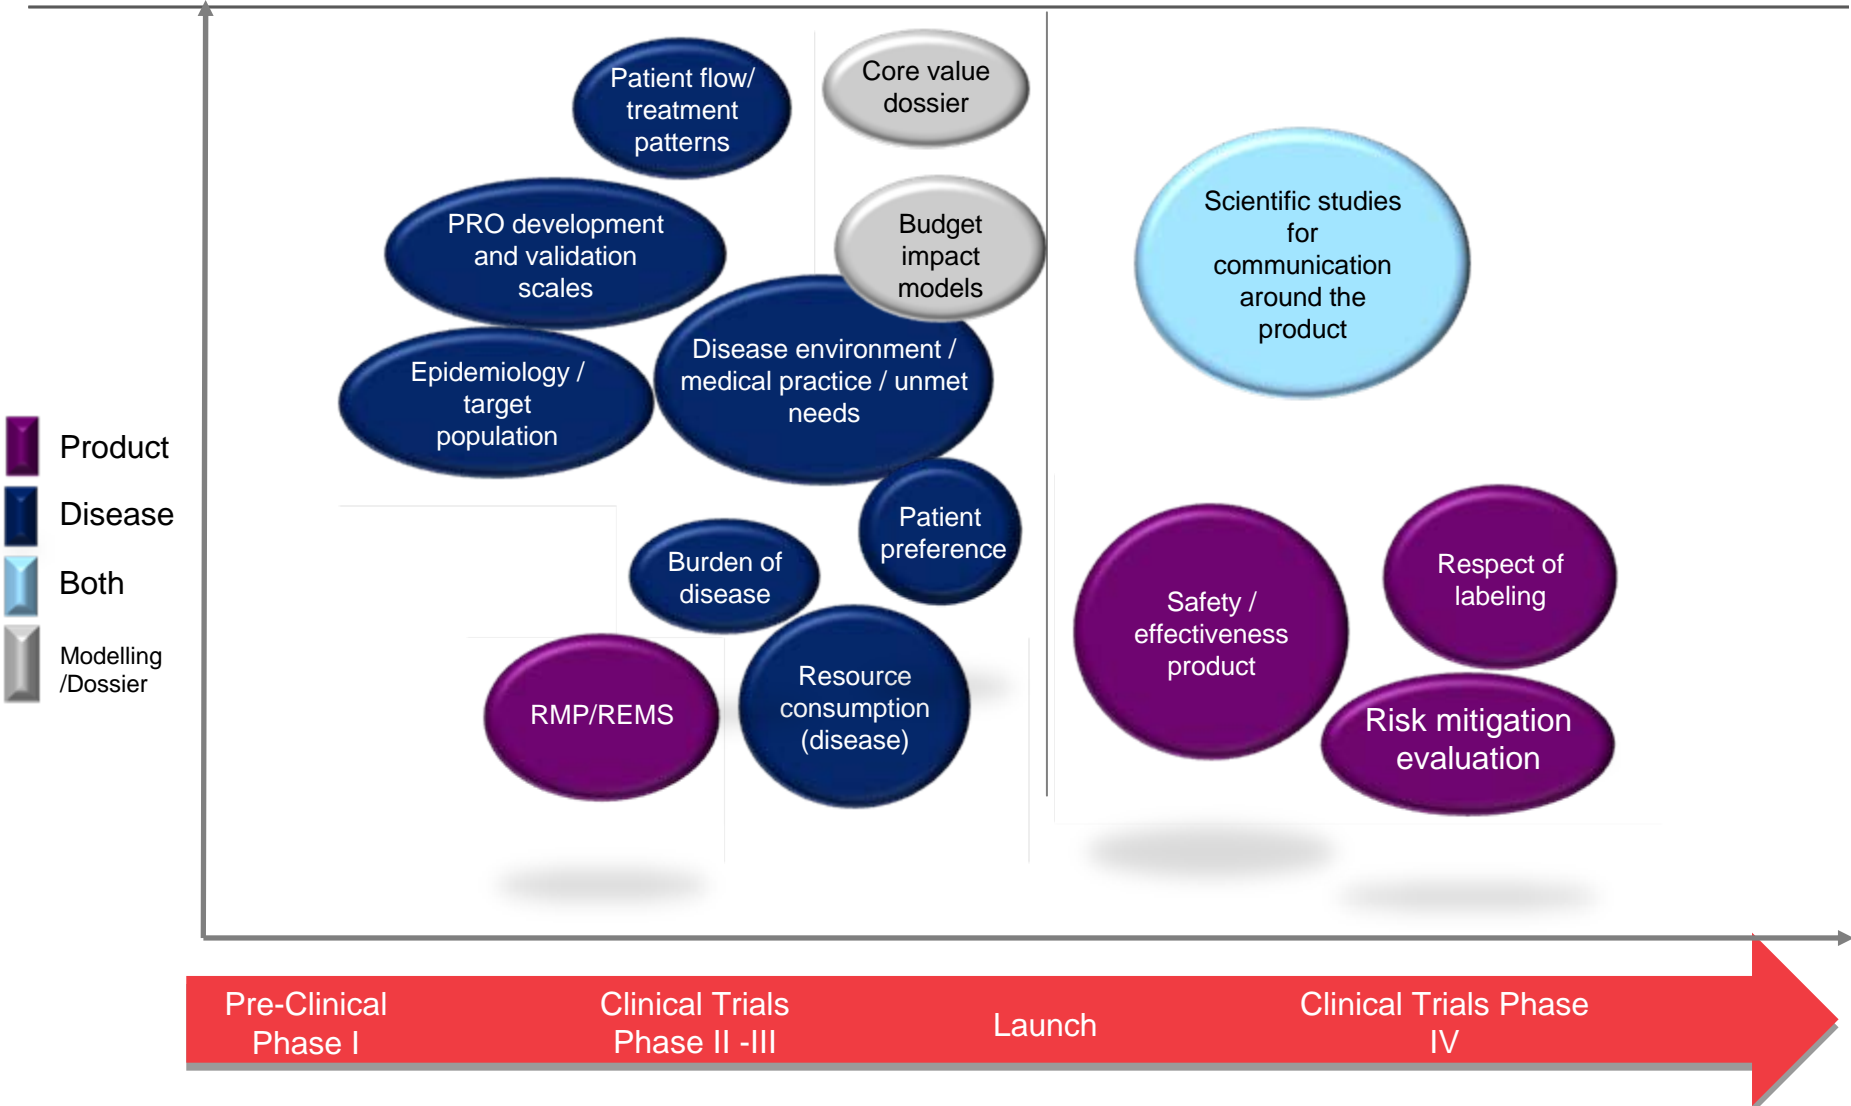 Patient flow/
treatment
patterns
Core value
dossier
PRO development
and validation
scales
Budget
impact
models
Scientific studies
for
communication
around the
product
Epidemiology /
target
population
Disease environment /
medical practice / unmet
needs
Product
Disease
Both
Modelling
/Dossier
Patient
preference
Burden of
disease
Respect of
labeling
Safety /
effectiveness
product
RMP/REMS
Resource
consumption
(disease)
Risk mitigation
evaluation
Pre-Clinical
Phase I
Clinical Trials
Phase II -III
Launch
Clinical Trials Phase
IV